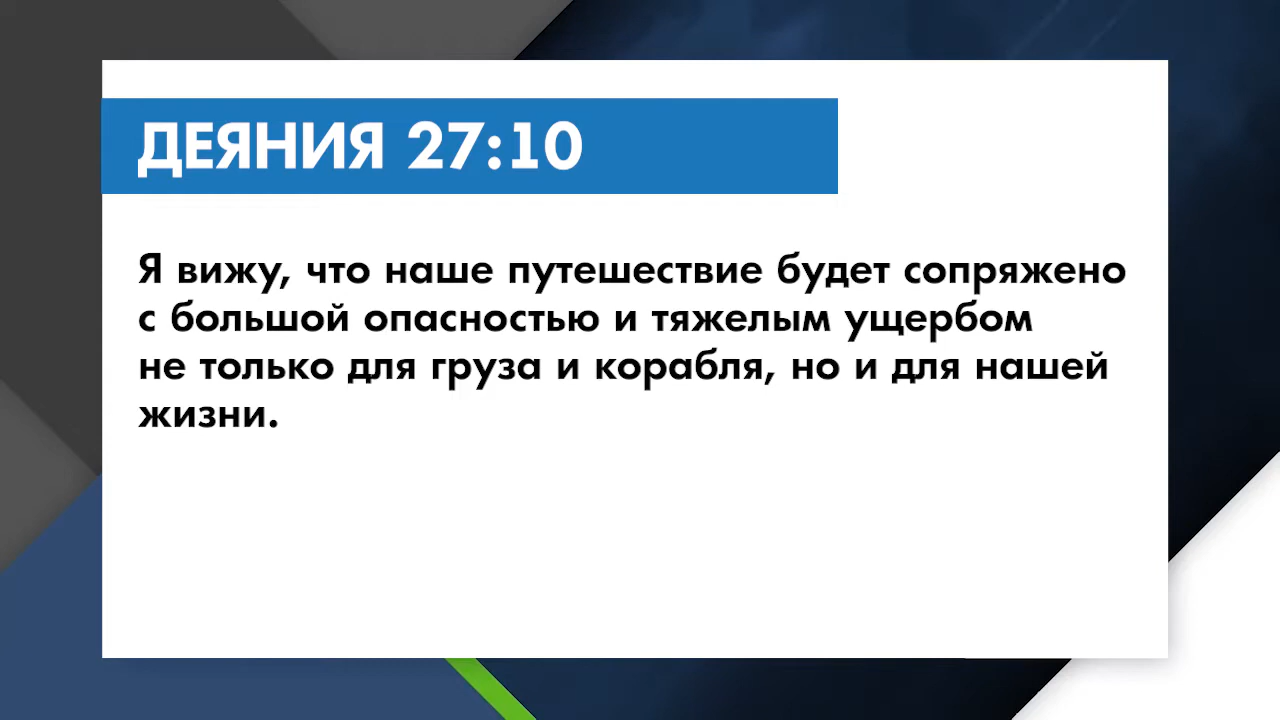 ДЕЯНИЯ 27:10
Я вижу, что наше путешествие будет сопряжено
с большой опасностью и тяжелым ущербом
не только для груза и корабля, но и для нашей
жизни.